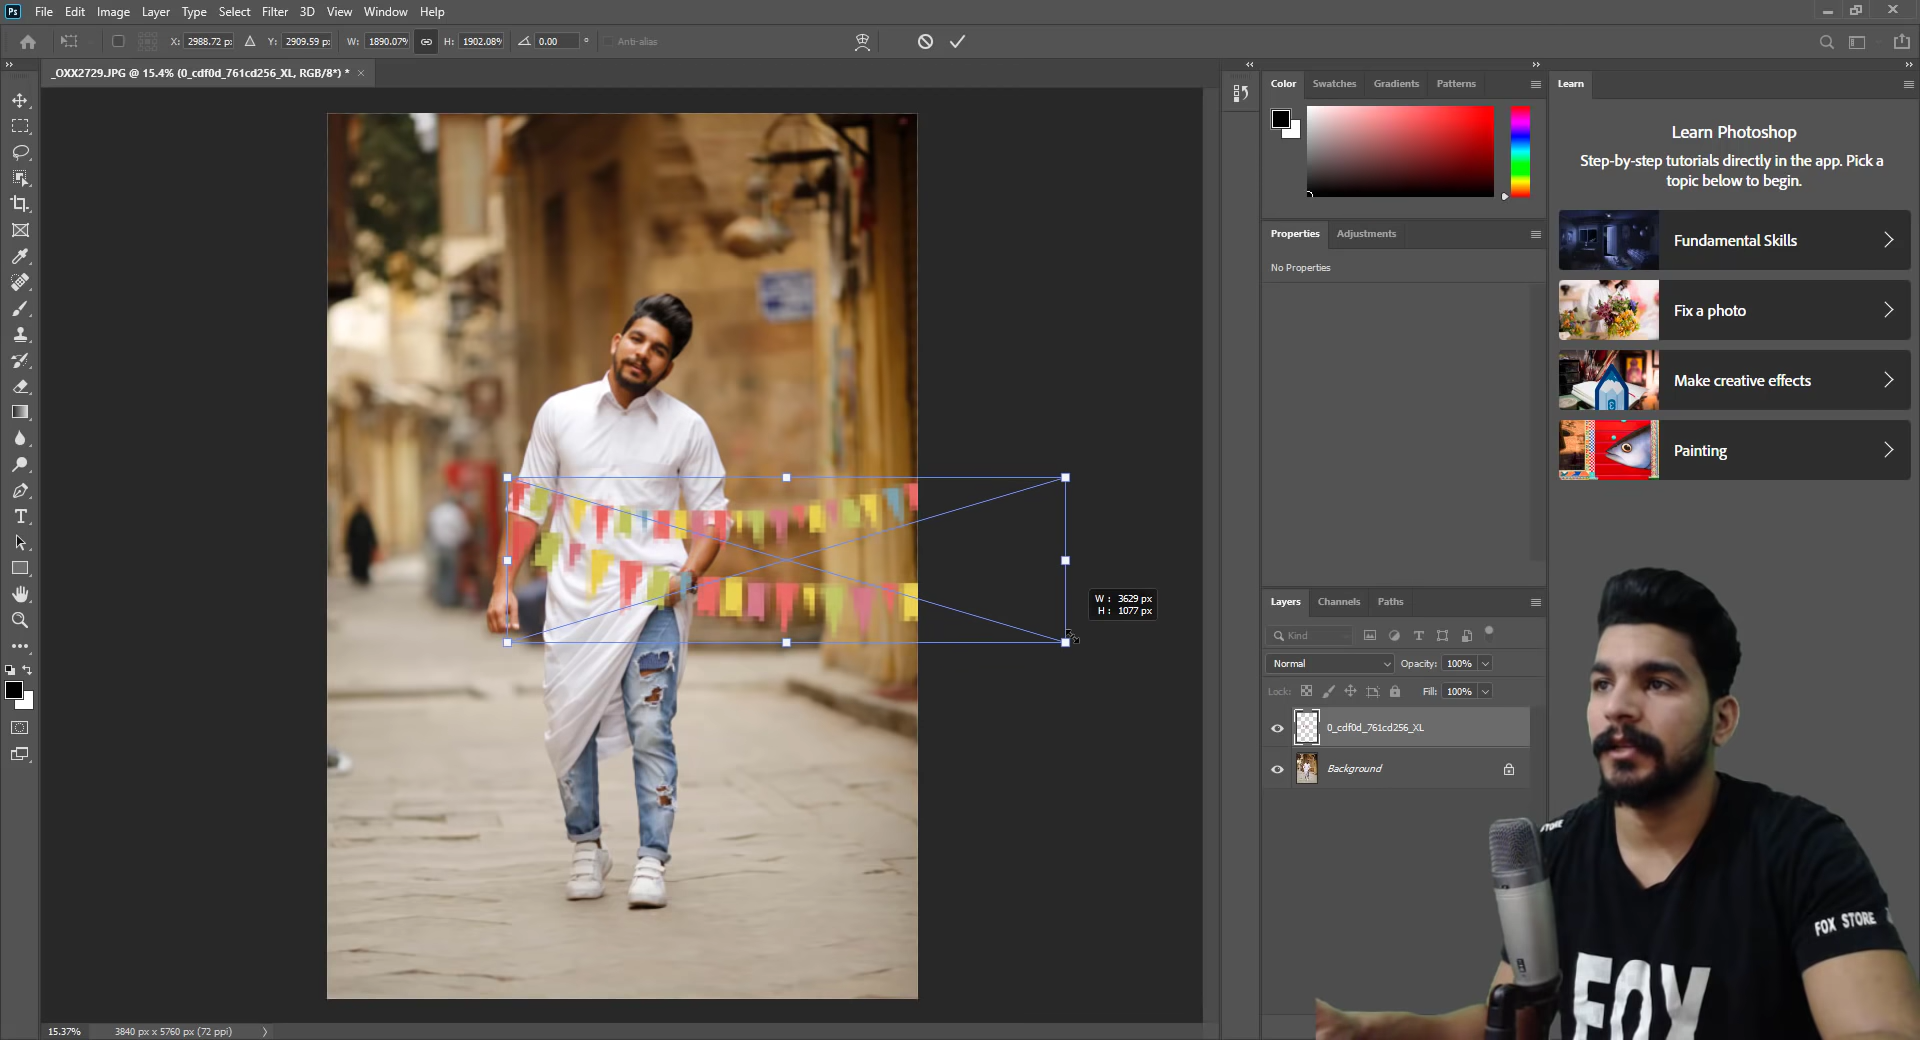 Ps File Edit Image Layer Type Select Filter 3D View Window Help
X: 2988.72 px Y: 2909.59 px W: 1890.07% H: 1902.08% 0.00 ° Anti-alias
_OXX2729.JPG @ 15.4% (0_cdf0d_761cd256_XL, RGB/8*) * ×
Color Swatches Gradients Patterns
Learn
Learn Photoshop
Step-by-step tutorials directly in the app. Pick a
topic below to begin.
Fundamental Skills
Fix a photo
Make creative effects
Painting
Properties Adjustments
No Properties
W : 3629 px
H : 1077 px
Layers Channels Paths
Kind
Normal Opacity: 100%
Lock: Fill: 100%
0_cdf0d_761cd256_XL
Background
STORE
FOX STORE
FOX
15.37% 3840 px x 5760 px (72 ppi)